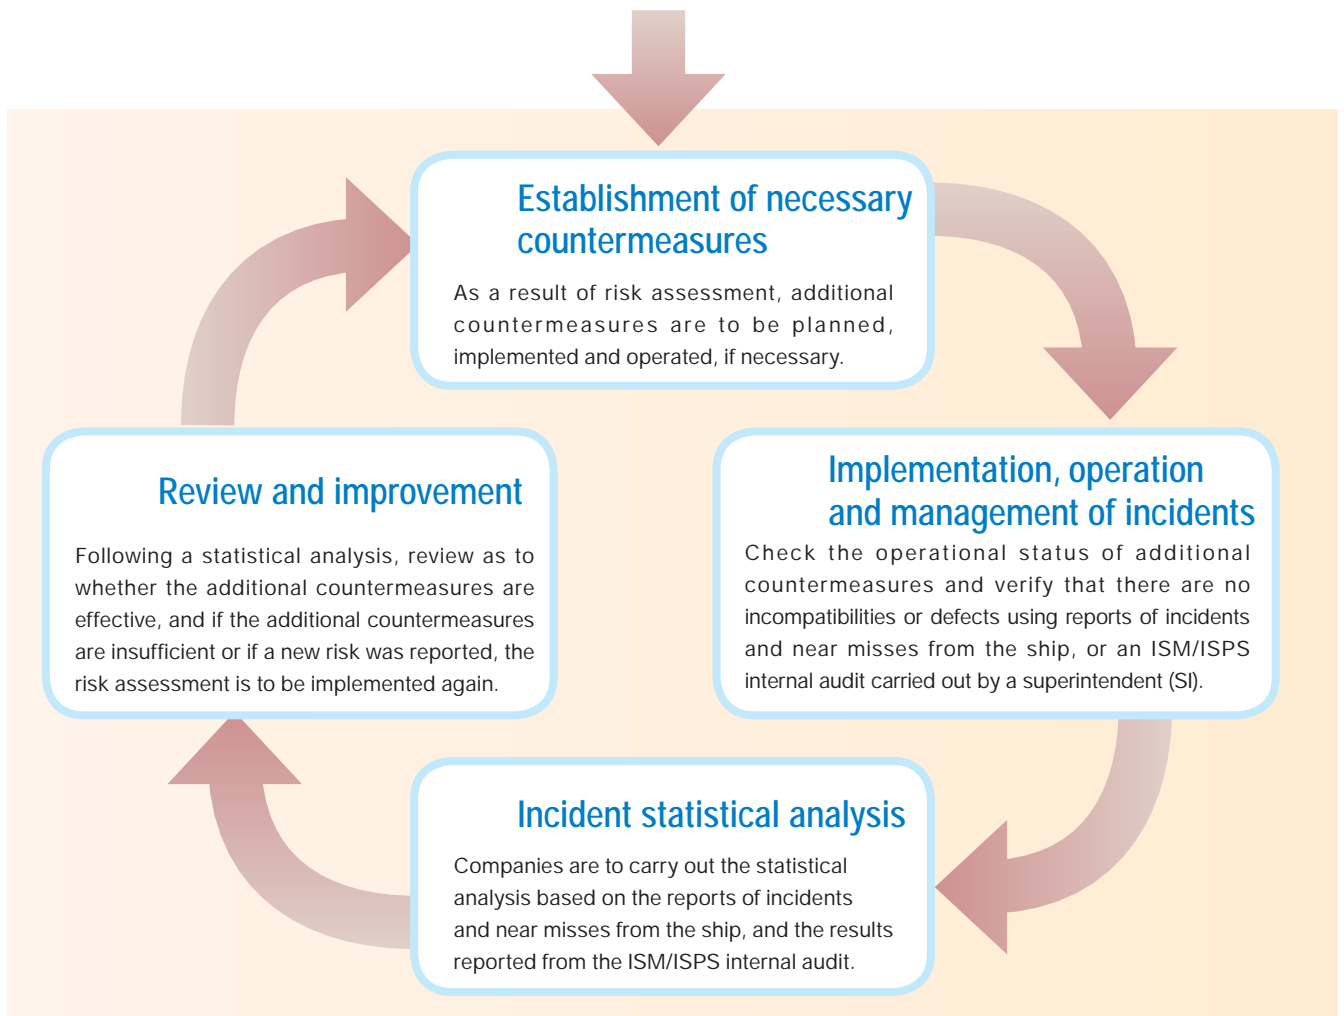 Establishment of necessary
countermeasures
As a result of risk assessment, additional
countermeasures are to be planned,
implemented and operated, if necessary.
Implementation, operation
and management of incidents
Check the operational status of additional
countermeasures and verify that there are no
incompatibilities or defects using reports of incidents
and near misses from the ship, or an ISM/ISPS
internal audit carried out by a superintendent (SI).
Incident statistical analysis
Companies are to carry out the statistical
analysis based on the reports of incidents
and near misses from the ship, and the results
reported from the ISM/ISPS internal audit.
Review and improvement
Following a statistical analysis, review as to
whether the additional countermeasures are
effective, and if the additional countermeasures
are insufficient or if a new risk was reported, the
risk assessment is to be implemented again.